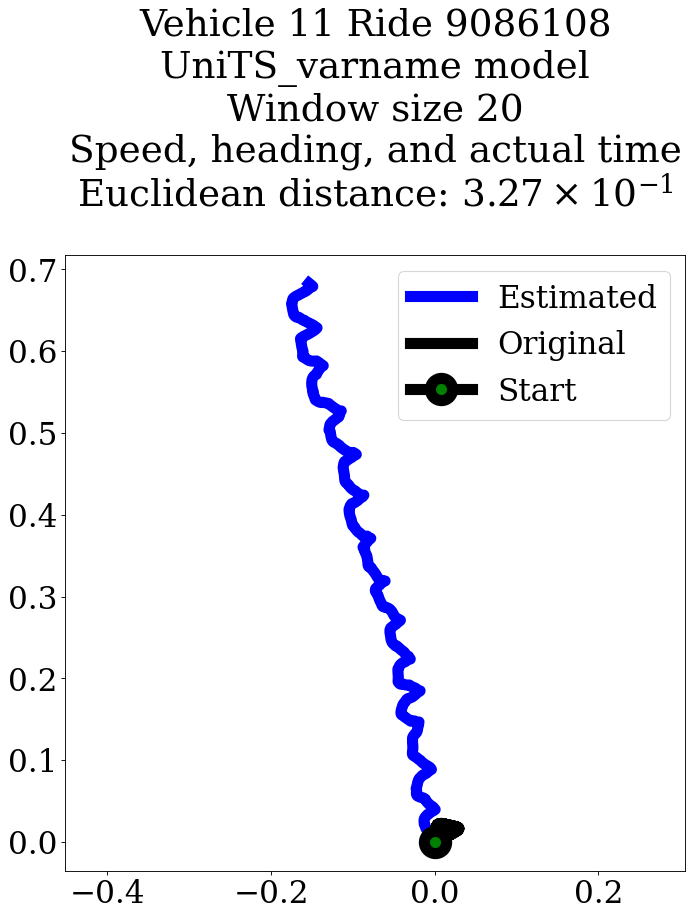 Vehicle 11 Ride 9086108
UniTS_varname model
Window size 20
Speed, heading, and actual time
Euclidean distance: 3.27 × 10⁻¹
Estimated
Original
Start
0.7
0.6
0.5
0.4
0.3
0.2
0.1
0.0
−0.4 −0.2 0.0 0.2